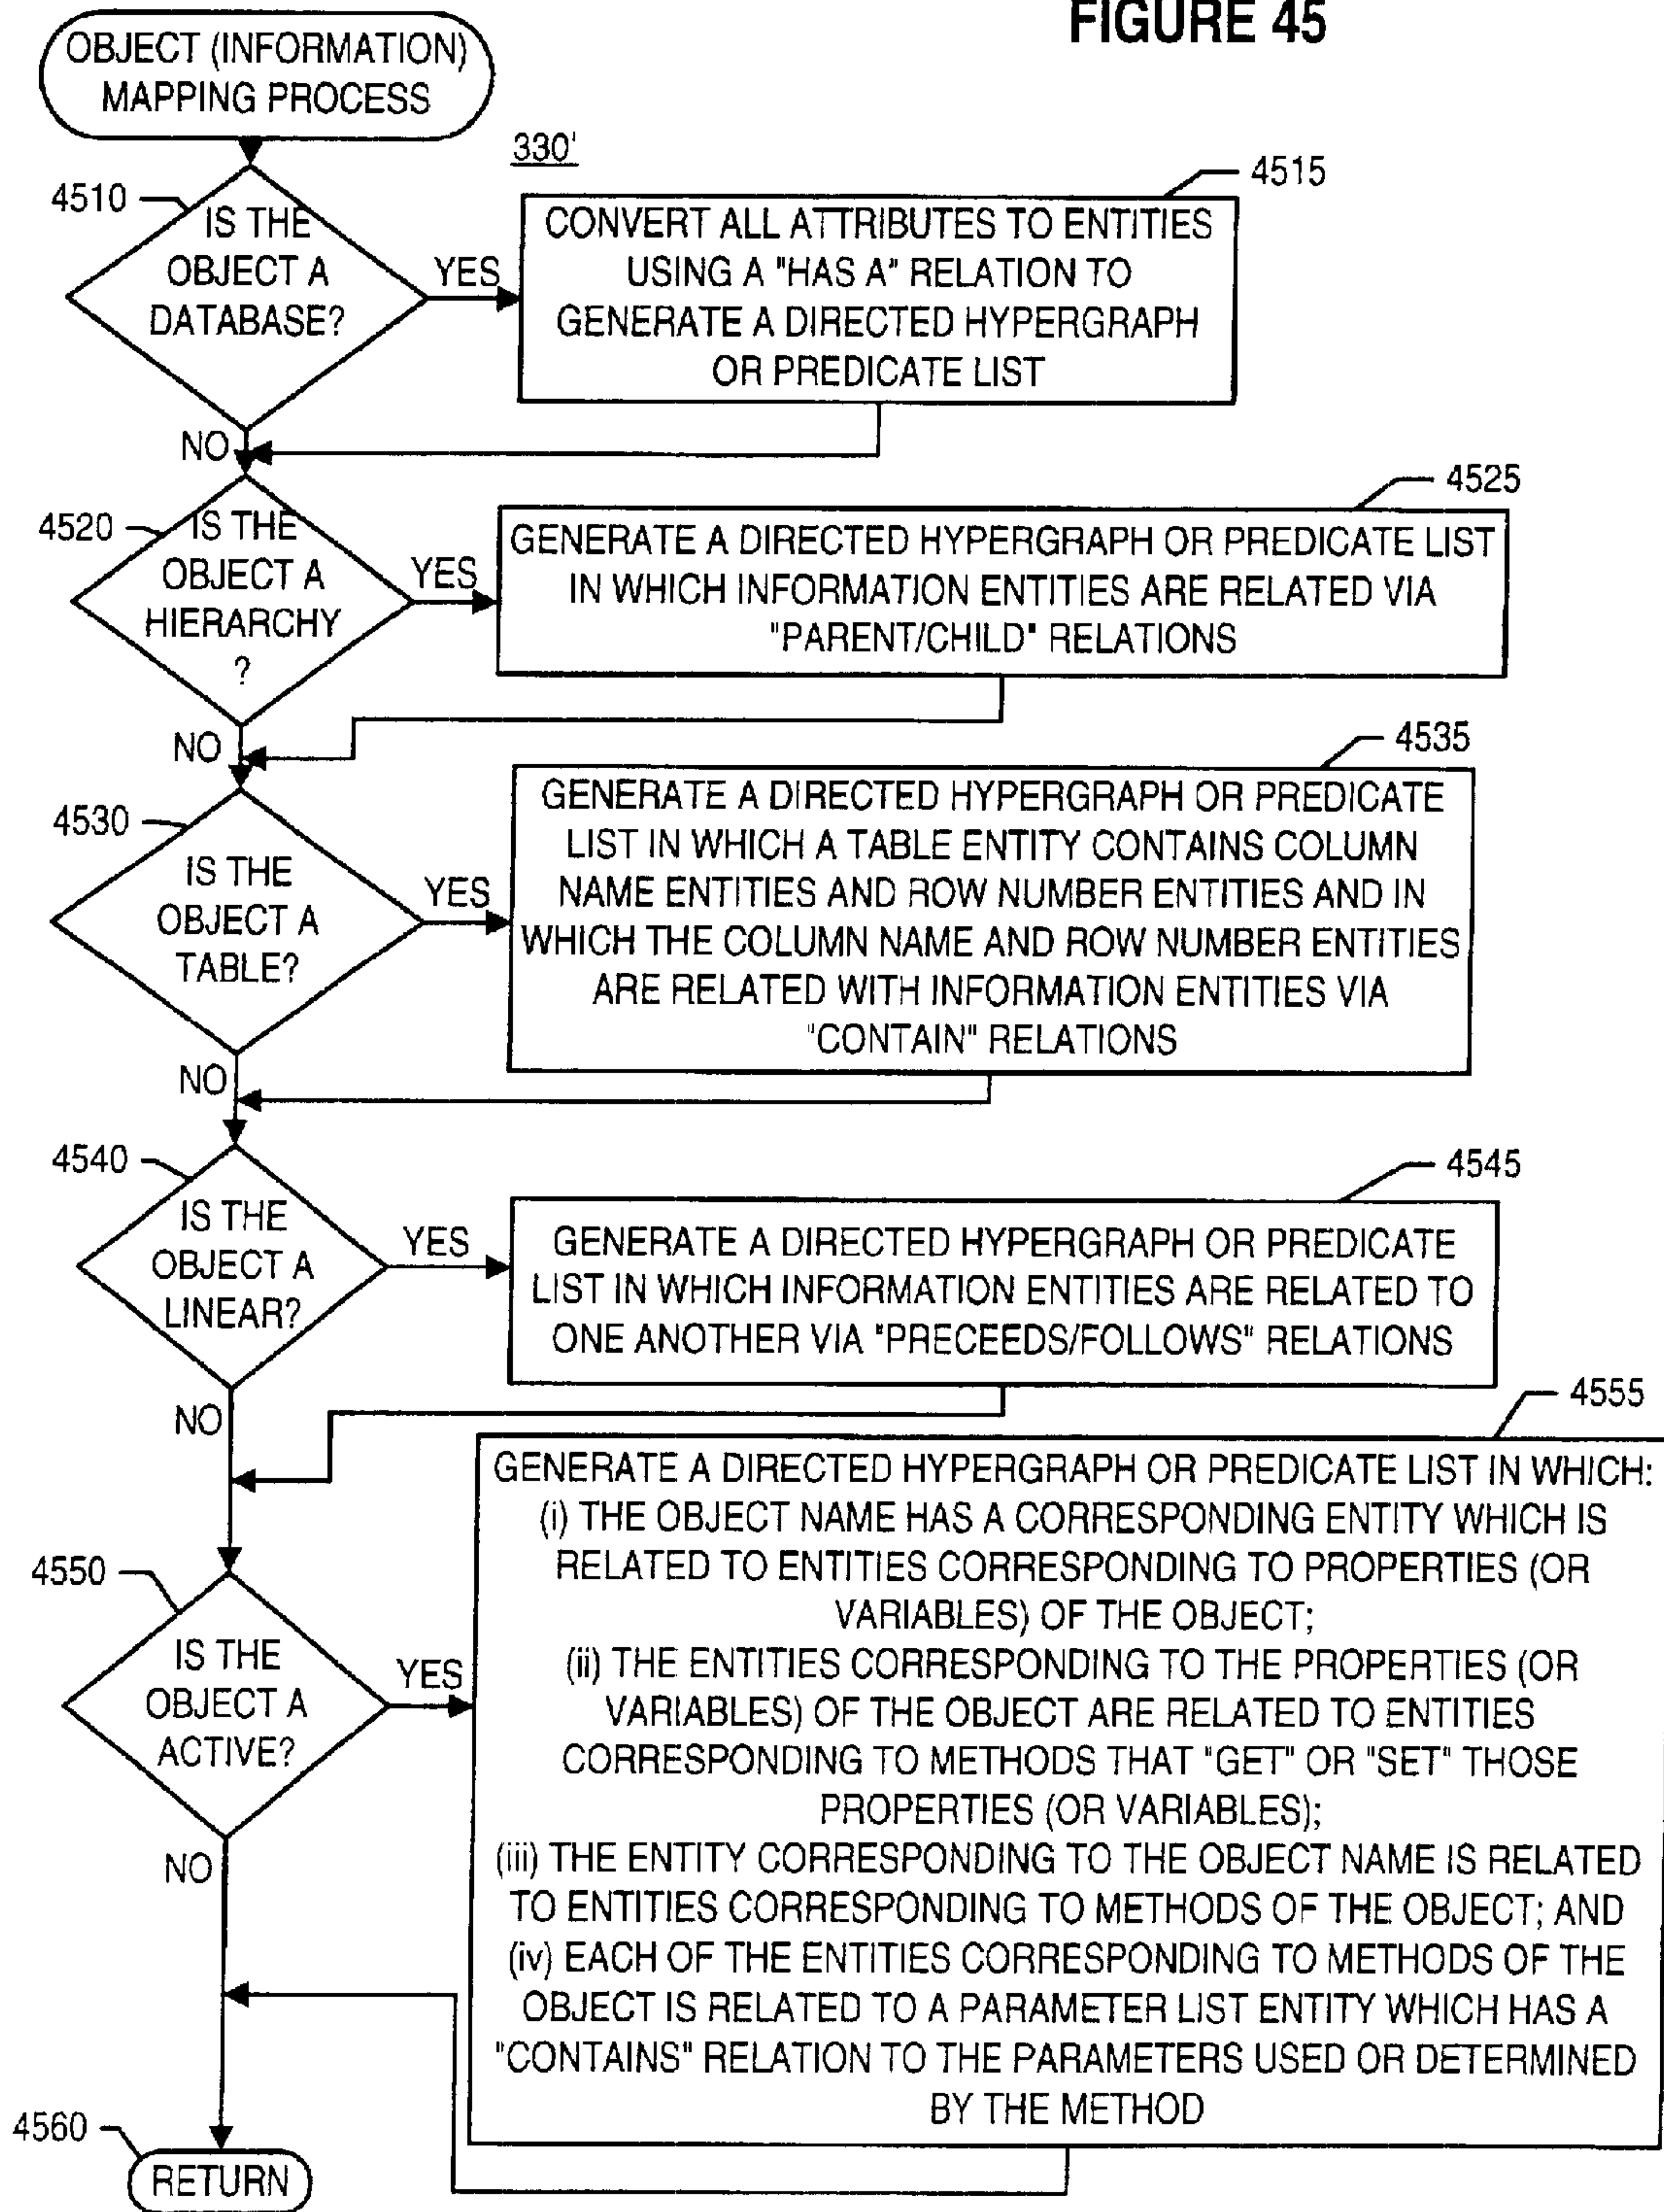 FIGURE 45
OBJECT (INFORMATION)
MAPPING PROCESS
330'
4510
IS THE
OBJECT A
DATABASE?
YES
4515
CONVERT ALL ATTRIBUTES TO ENTITIES
USING A "HAS A" RELATION TO
GENERATE A DIRECTED HYPERGRAPH
OR PREDICATE LIST
NO
4520
IS THE
OBJECT A
HIERARCHY
?
YES
4525
GENERATE A DIRECTED HYPERGRAPH OR PREDICATE LIST
IN WHICH INFORMATION ENTITIES ARE RELATED VIA
"PARENT/CHILD" RELATIONS
NO
4530
IS THE
OBJECT A
TABLE?
YES
4535
GENERATE A DIRECTED HYPERGRAPH OR PREDICATE
LIST IN WHICH A TABLE ENTITY CONTAINS COLUMN
NAME ENTITIES AND ROW NUMBER ENTITIES AND IN
WHICH THE COLUMN NAME AND ROW NUMBER ENTITIES
ARE RELATED WITH INFORMATION ENTITIES VIA
"CONTAIN" RELATIONS
NO
4540
IS THE
OBJECT A
LINEAR?
YES
4545
GENERATE A DIRECTED HYPERGRAPH OR PREDICATE
LIST IN WHICH INFORMATION ENTITIES ARE RELATED TO
ONE ANOTHER VIA "PRECEEDS/FOLLOWS" RELATIONS
NO
4550
IS THE
OBJECT A
ACTIVE?
YES
4555
GENERATE A DIRECTED HYPERGRAPH OR PREDICATE LIST IN WHICH:
(i) THE OBJECT NAME HAS A CORRESPONDING ENTITY WHICH IS
RELATED TO ENTITIES CORRESPONDING TO PROPERTIES (OR
VARIABLES) OF THE OBJECT;
(ii) THE ENTITIES CORRESPONDING TO THE PROPERTIES (OR
VARIABLES) OF THE OBJECT ARE RELATED TO ENTITIES
CORRESPONDING TO METHODS THAT "GET" OR "SET" THOSE
PROPERTIES (OR VARIABLES);
(iii) THE ENTITY CORRESPONDING TO THE OBJECT NAME IS RELATED
TO ENTITIES CORRESPONDING TO METHODS OF THE OBJECT; AND
(iv) EACH OF THE ENTITIES CORRESPONDING TO METHODS OF THE
OBJECT IS RELATED TO A PARAMETER LIST ENTITY WHICH HAS A
"CONTAINS" RELATION TO THE PARAMETERS USED OR DETERMINED
BY THE METHOD
NO
4560
RETURN